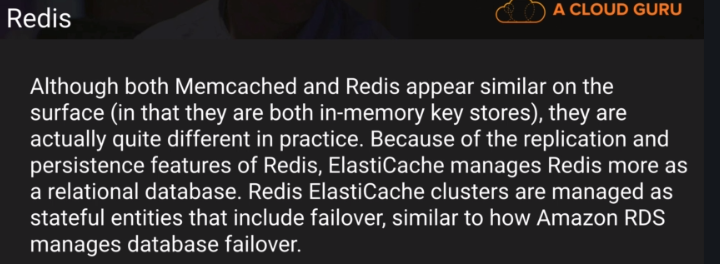 Redis
A CLOUD GURU
Although both Memcached and Redis appear similar on the
surface (in that they are both in-memory key stores), they are
actually quite different in practice. Because of the replication and
persistence features of Redis, ElastiCache manages Redis more as
a relational database. Redis ElastiCache clusters are managed as
stateful entities that include failover, similar to how Amazon RDS
manages database failover.